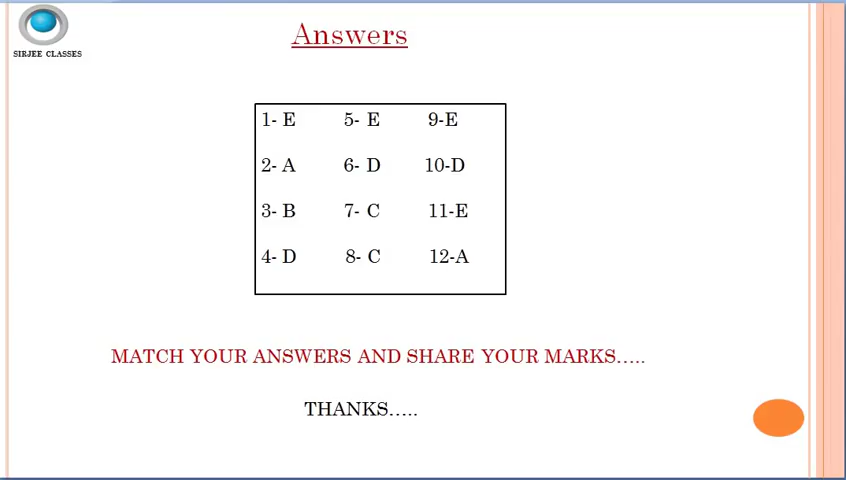 Answers
SIRJEE CLASSES
1- E 5- E 9-E
2- A 6- D 10-D
3- B 7- C 11-E
4- D 8- C 12-A
MATCH YOUR ANSWERS AND SHARE YOUR MARKS…..
THANKS…..